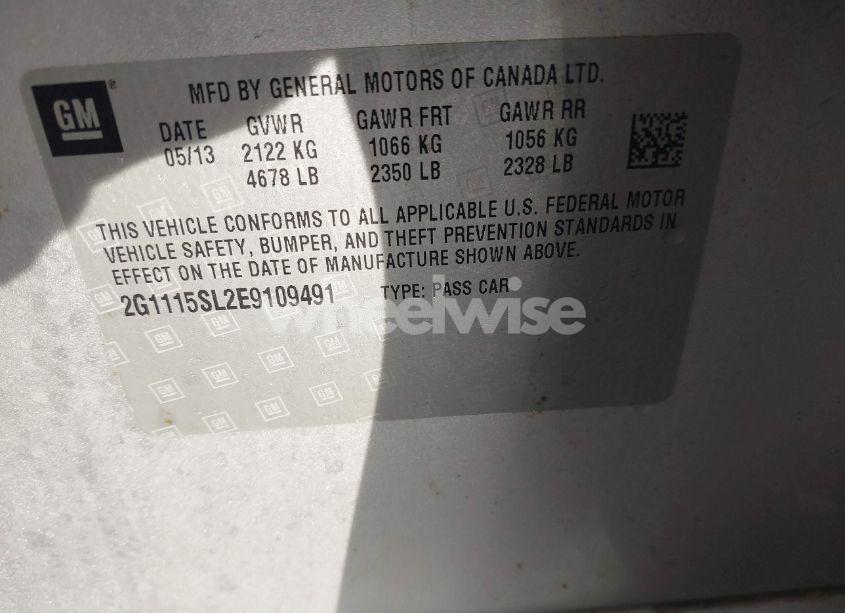 MFD BY GENERAL MOTORS OF CANADA LTD.
GM®
DATE GVWR GAWR FRT GAWR RR
05/13 2122 KG 1066 KG 1056 KG
4678 LB 2350 LB 2328 LB
THIS VEHICLE CONFORMS TO ALL APPLICABLE U.S. FEDERAL MOTOR
VEHICLE SAFETY, BUMPER, AND THEFT PREVENTION STANDARDS IN
EFFECT ON THE DATE OF MANUFACTURE SHOWN ABOVE.
2G1115SL2E9109491 TYPE: PASS CAR
wheelwise